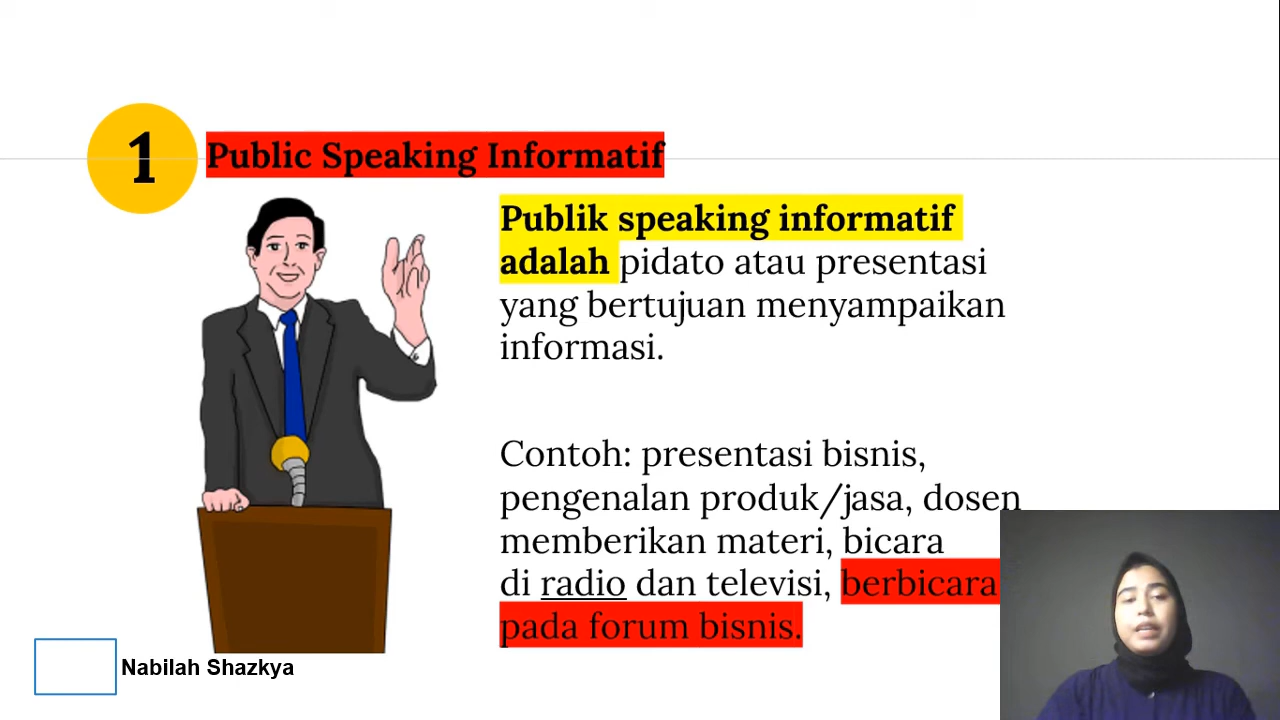 1
Public Speaking Informatif
Publik speaking informatif
adalah pidato atau presentasi
yang bertujuan menyampaikan
informasi.
Contoh: presentasi bisnis,
pengenalan produk/jasa, dosen
memberikan materi, bicara
di radio dan televisi, berbicara
pada forum bisnis.
Nabilah Shazkya